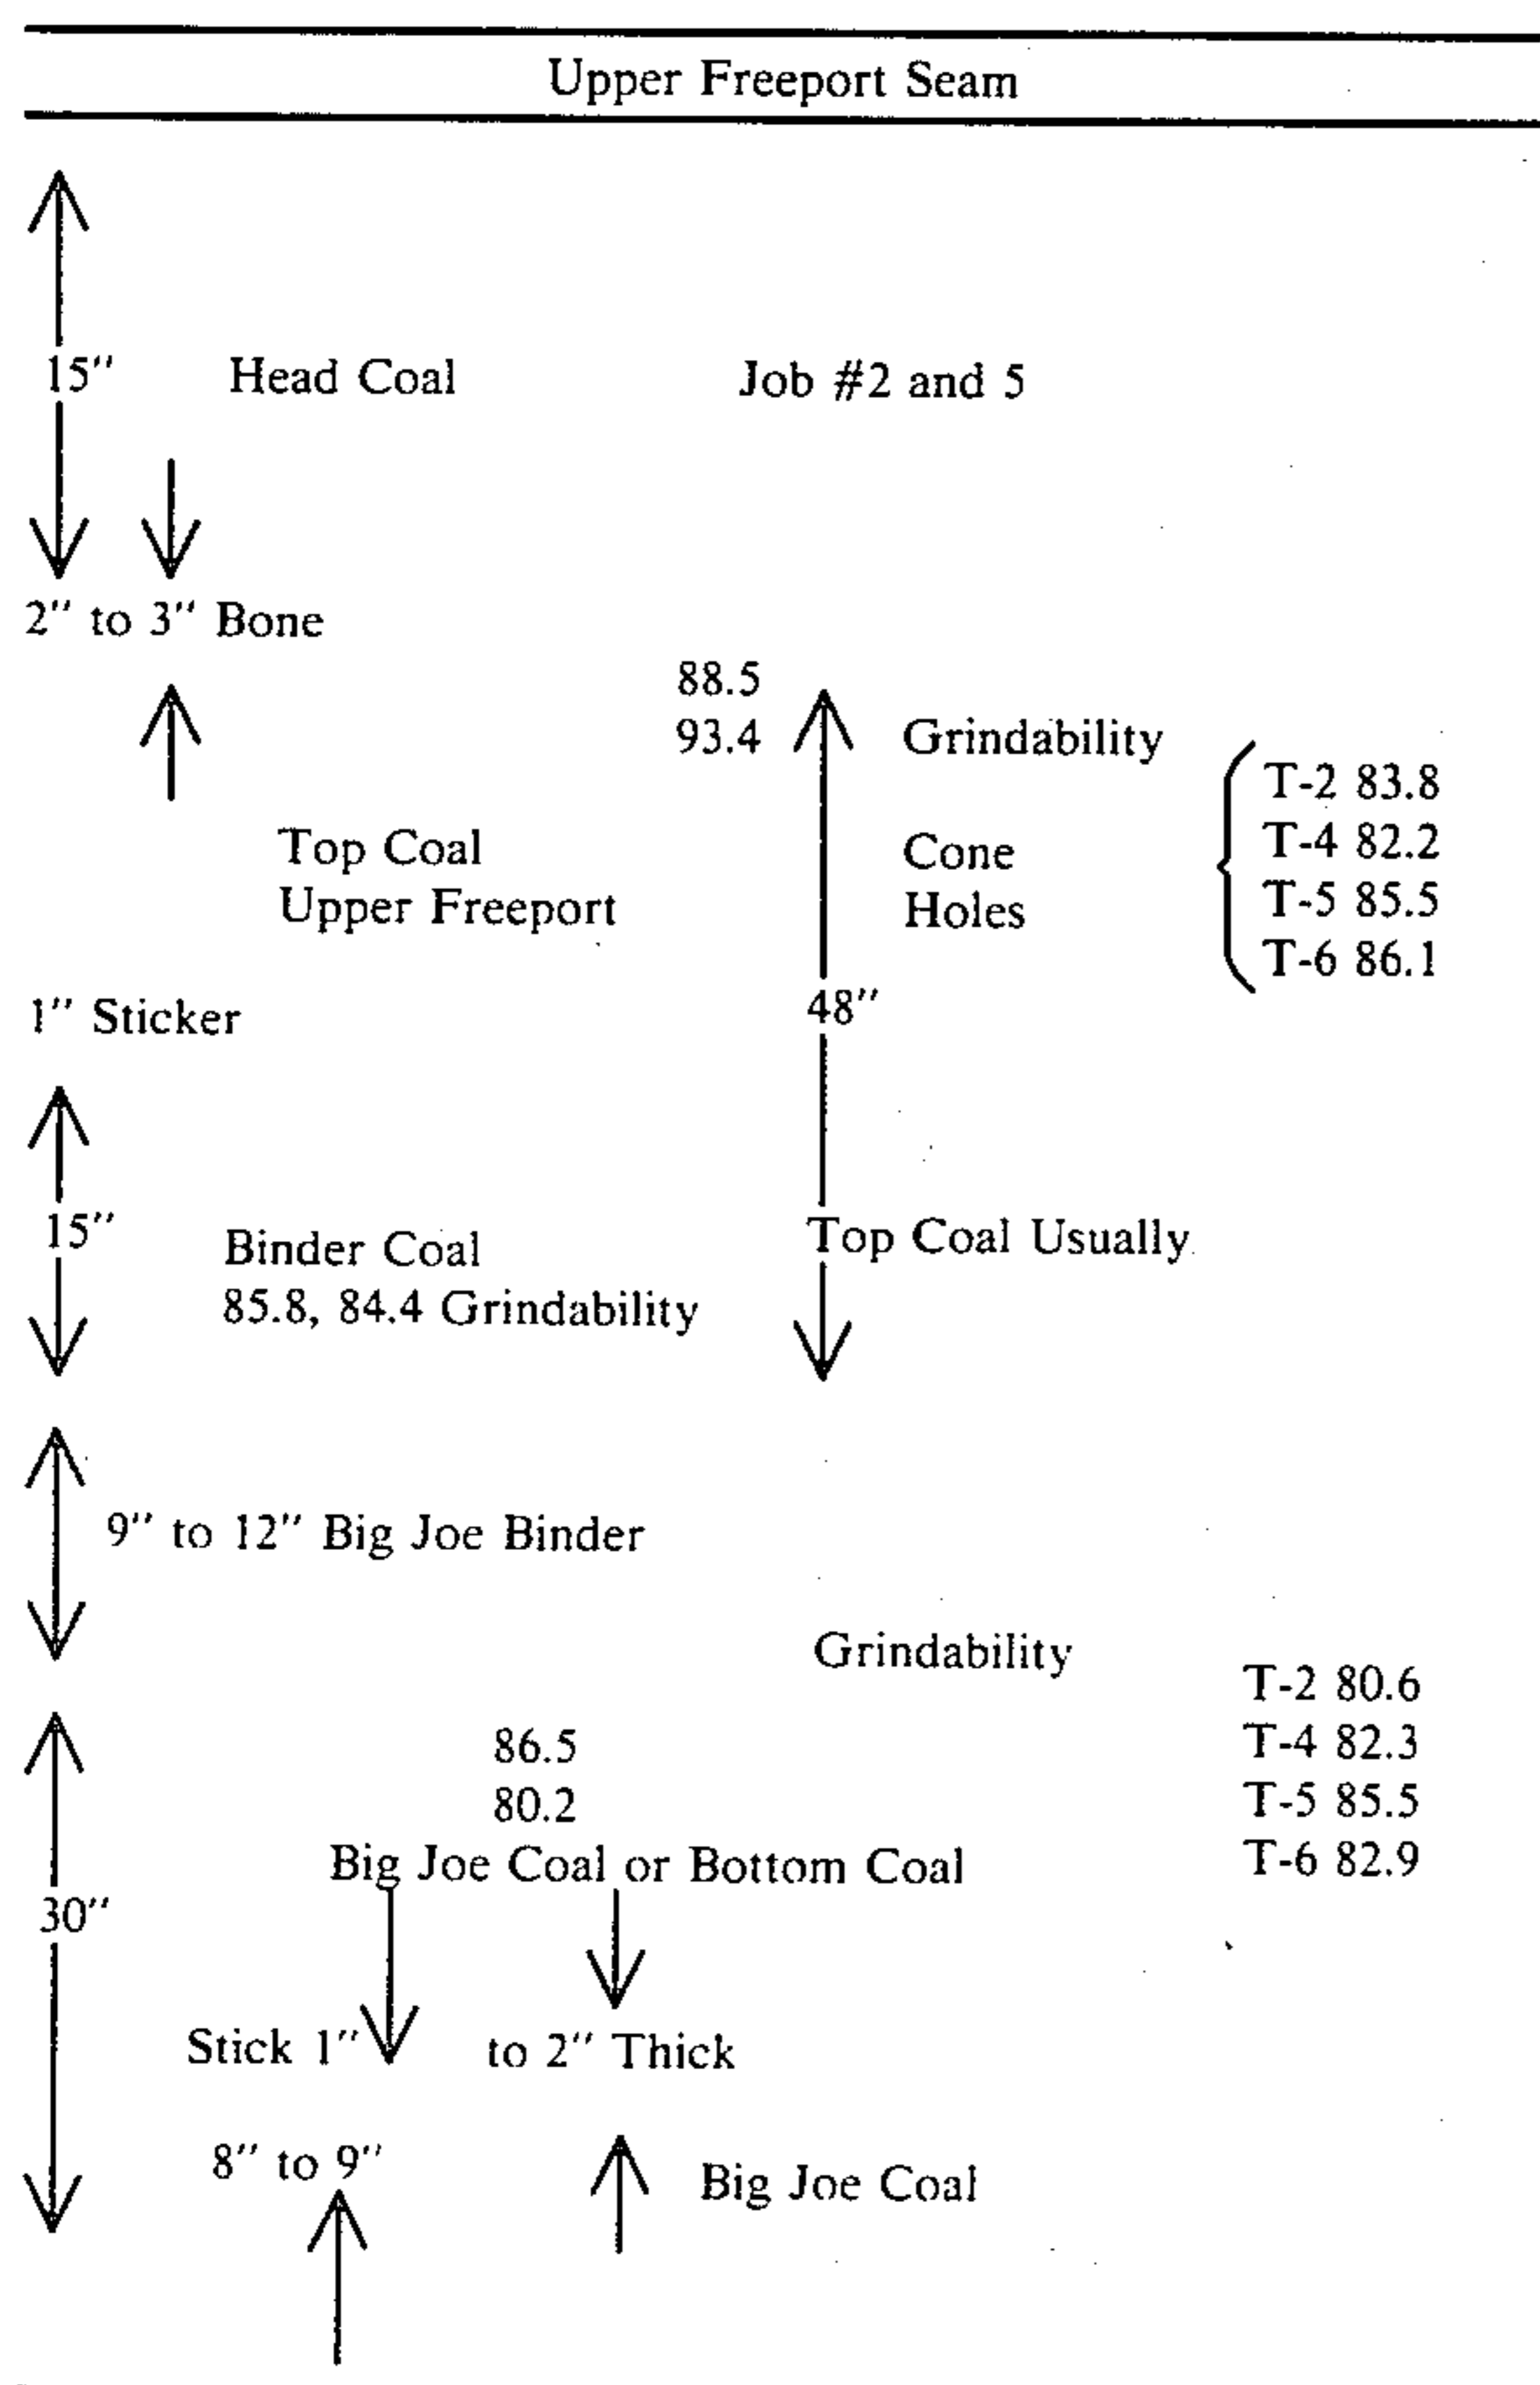 Upper Freeport Seam
15" Head Coal Job #2 and 5
2" to 3" Bone
88.5
93.4 Grindability
T-2 83.8
Top Coal Cone T-4 82.2
Upper Freeport Holes T-5 85.5
T-6 86.1
1" Sticker 48"
15" Binder Coal Top Coal Usually
85.8, 84.4 Grindability
9" to 12" Big Joe Binder
Grindability
T-2 80.6
86.5 T-4 82.3
80.2 T-5 85.5
Big Joe Coal or Bottom Coal T-6 82.9
30"
Stick 1" to 2" Thick
8" to 9" Big Joe Coal